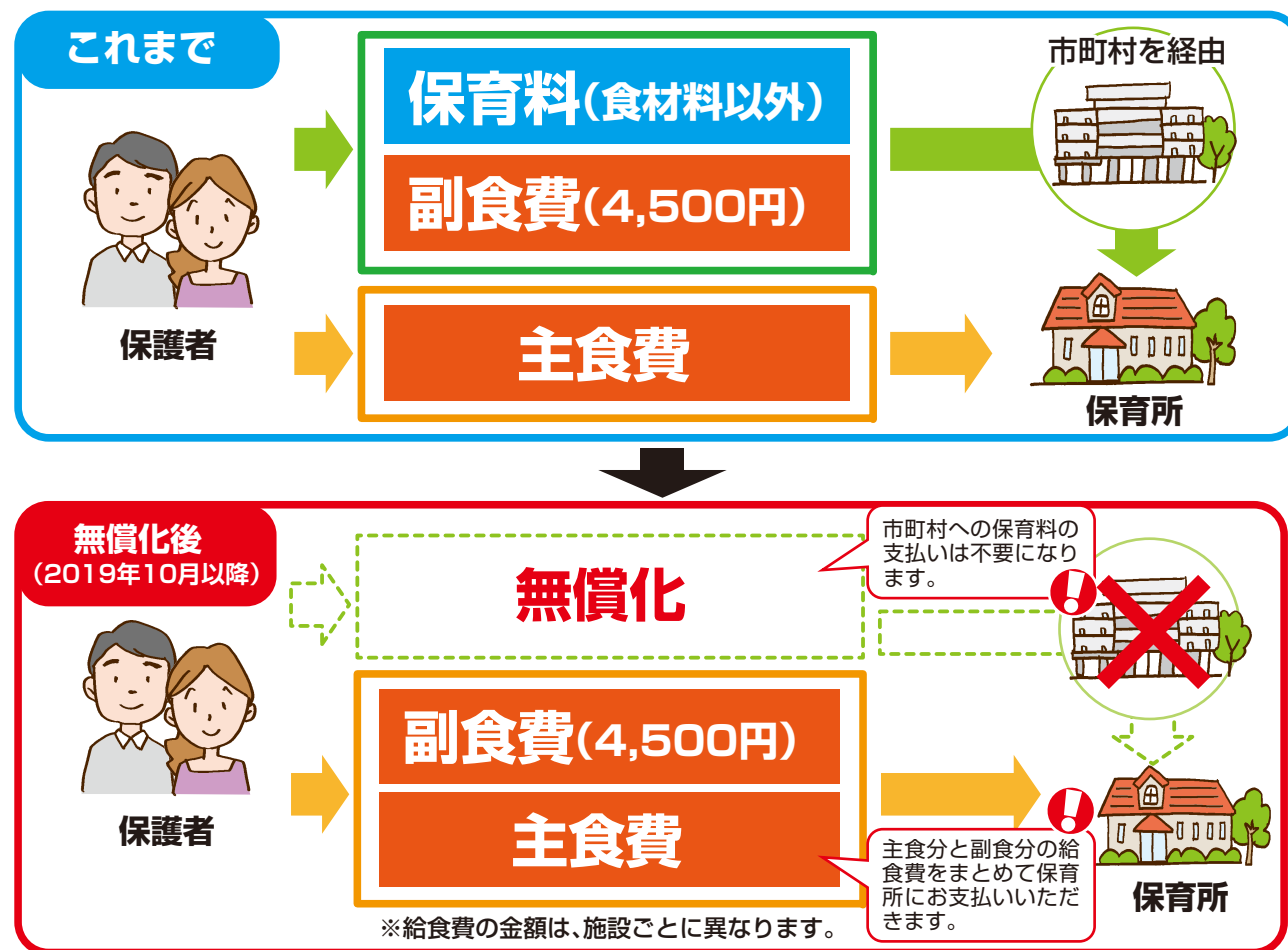 これまで
市町村を経由
保育料(食材料以外)
副食費(4,500円)
保護者
主食費
保育所
無償化後
(2019年10月以降)
無償化
市町村への保育料の
支払いは不要になり
ます。
保護者
副食費(4,500円)
主食費
主食分と副食分の給
食費をまとめて保育
所にお支払いいただ
きます。
保育所
※給食費の金額は、施設ごとに異なります。